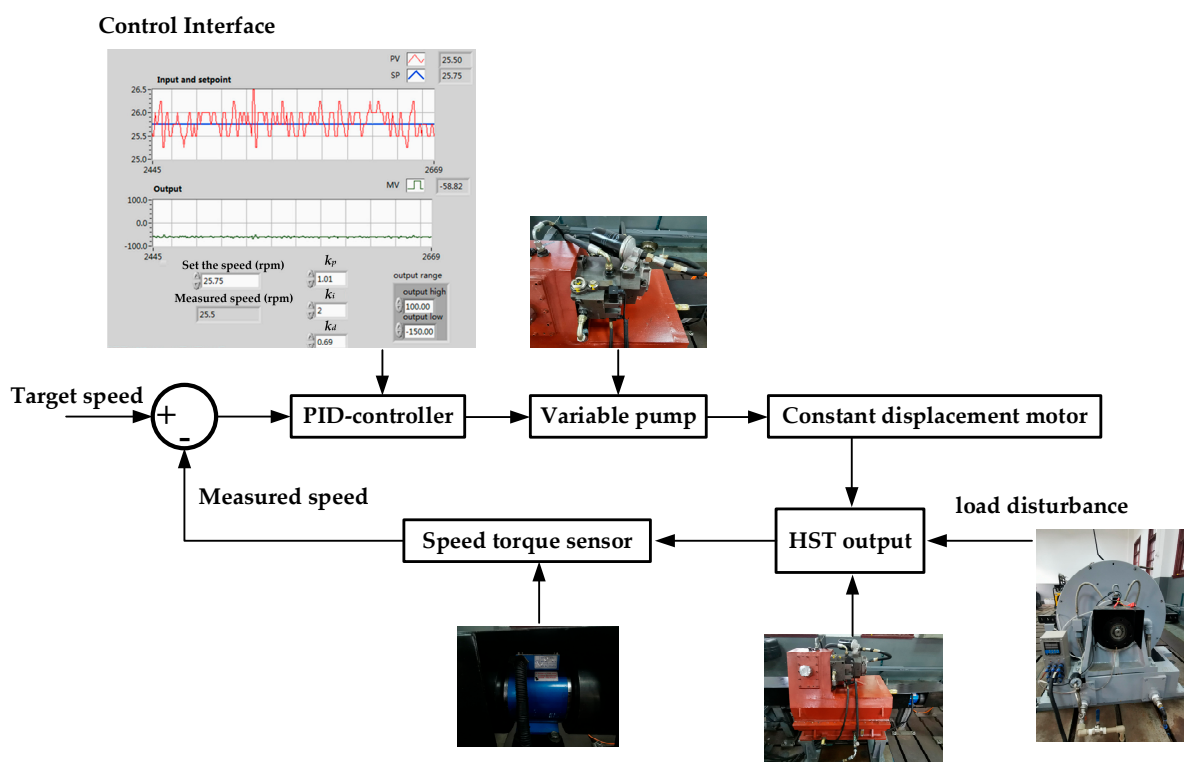 Control Interface
PV 25.50
SP 25.75
Input and setpoint
26.5
26.0
25.5
25.0
2445 2669
Output
MV -58.82
100.0
0.0
-100.0
2445 2669
Set the speed (rpm)
25.75
Measured speed (rpm)
25.5
kp
1.01
ki
2
kd
0.69
output range
output high
100.00
output low
-150.00
Target speed
+
-
PID-controller
Variable pump
Constant displacement motor
Measured speed
load disturbance
Speed torque sensor
HST output